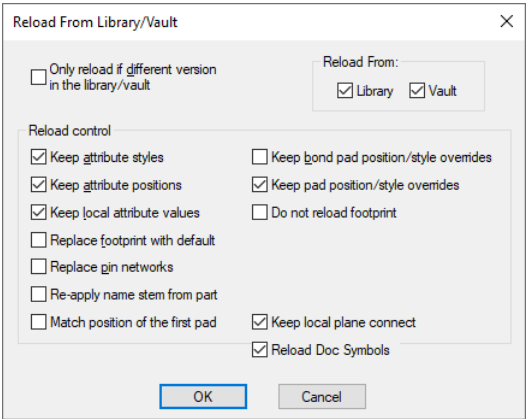 Reload From Library/Vault
Only reload if different version
in the library/vault
Reload From:
Library
Vault
Reload control
Keep attribute styles
Keep bond pad position/style overrides
Keep attribute positions
Keep pad position/style overrides
Keep local attribute values
Do not reload footprint
Replace footprint with default
Replace pin networks
Re-apply name stem from part
Match position of the first pad
Keep local plane connect
Reload Doc Symbols
OK
Cancel